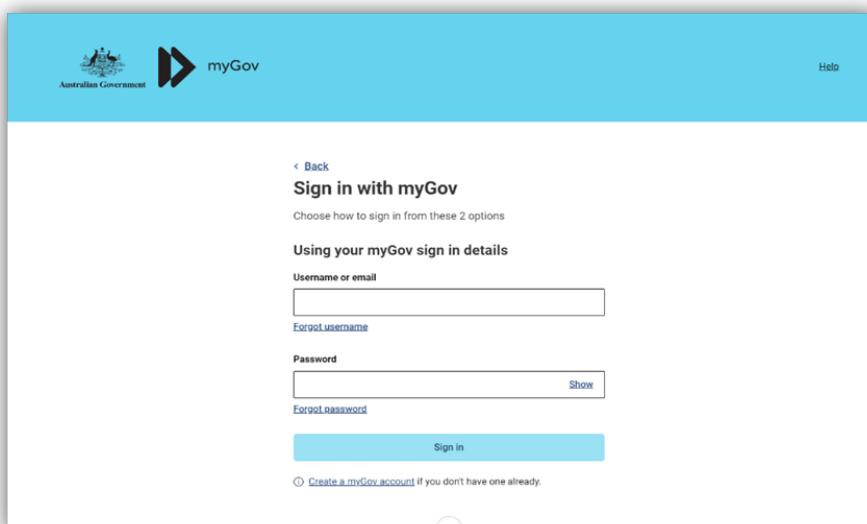 Australian Government
myGov
Help
< Back
Sign in with myGov
Choose how to sign in from these 2 options
Using your myGov sign in details
Username or email
Forgot username
Password
Show
Forgot password
Sign in
Create a myGov account if you don't have one already.